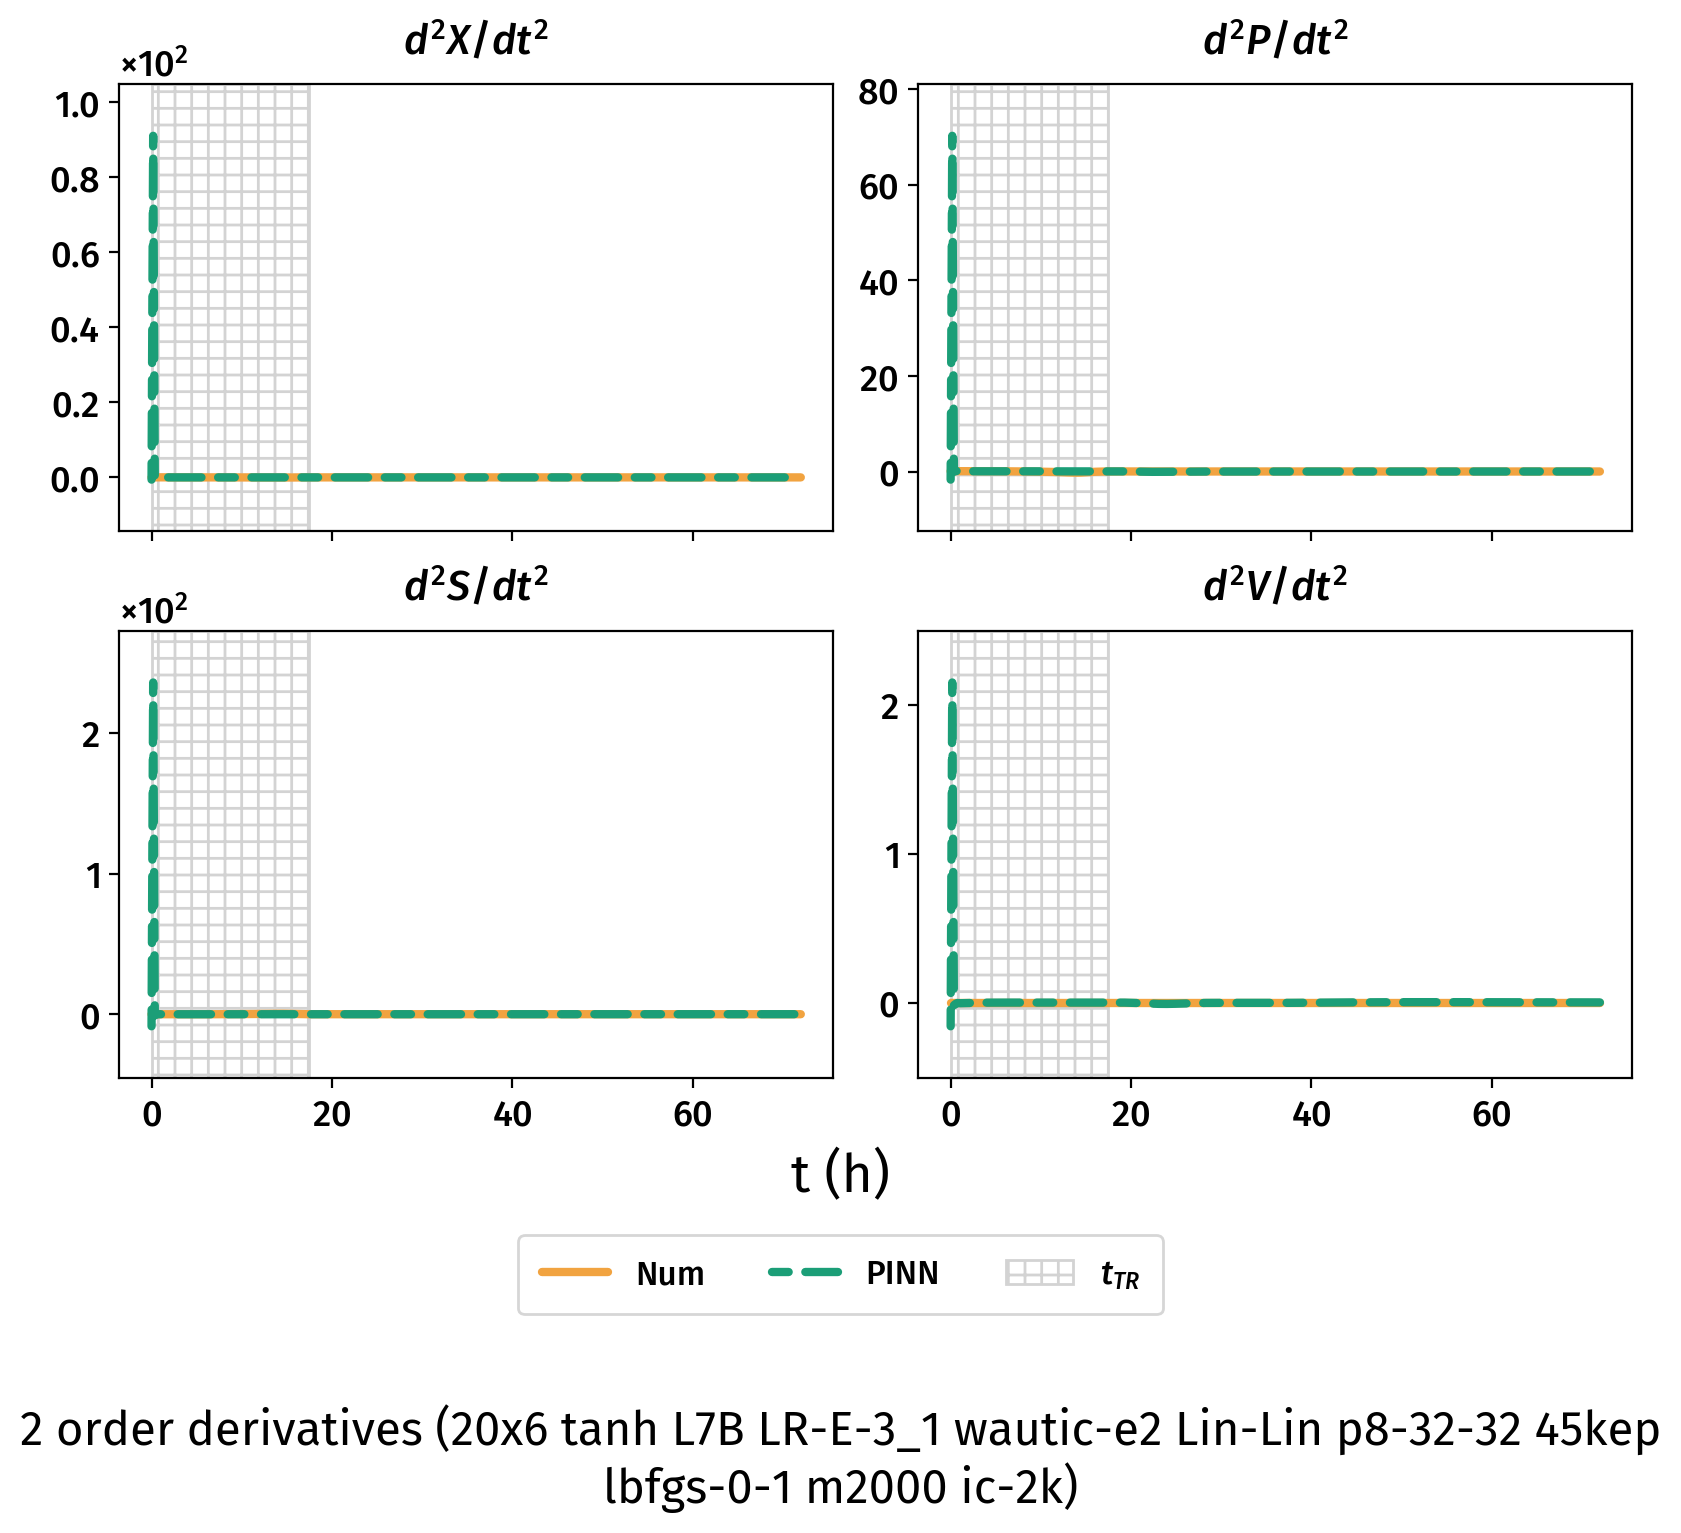 d²X/dt²
×10²
1.0
0.8
0.6
0.4
0.2
0.0
d²P/dt²
80
60
40
20
0
d²S/dt²
×10²
2
1
0
0 20 40 60
d²V/dt²
2
1
0
0 20 40 60
t (h)
Num PINN t_TR
2 order derivatives (20x6 tanh L7B LR-E-3_1 wautic-e2 Lin-Lin p8-32-32 45kep
lbfgs-0-1 m2000 ic-2k)